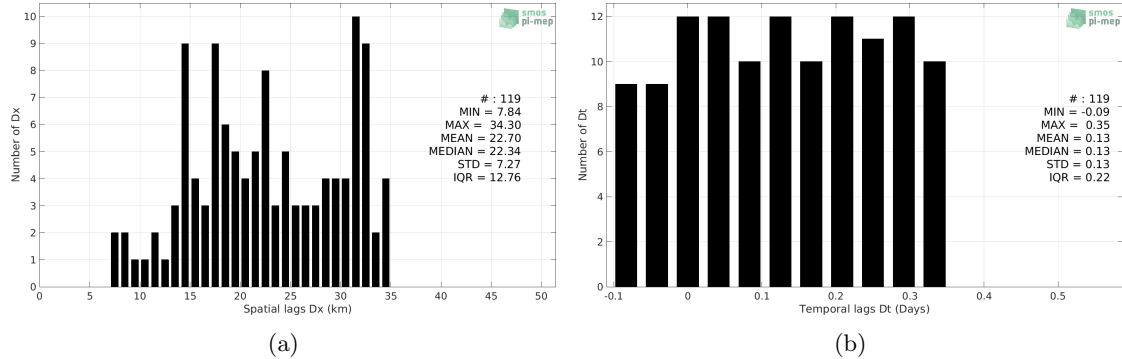 smos
pi-mep
10
9
8
7
6
5
4
3
2
1
0
Number of Dx
# : 119
MIN = 7.84
MAX =  34.30
MEAN = 22.70
MEDIAN = 22.34
STD = 7.27
IQR = 12.76
0 5 10 15 20 25 30 35 40 45 50
Spatial lags Dx (km)
(a)
smos
pi-mep
12
10
8
6
4
2
0
Number of Dt
# : 119
MIN = -0.09
MAX =  0.35
MEAN = 0.13
MEDIAN = 0.13
STD = 0.13
IQR = 0.22
-0.1 0 0.1 0.2 0.3 0.4 0.5
Temporal lags Dt (Days)
(b)